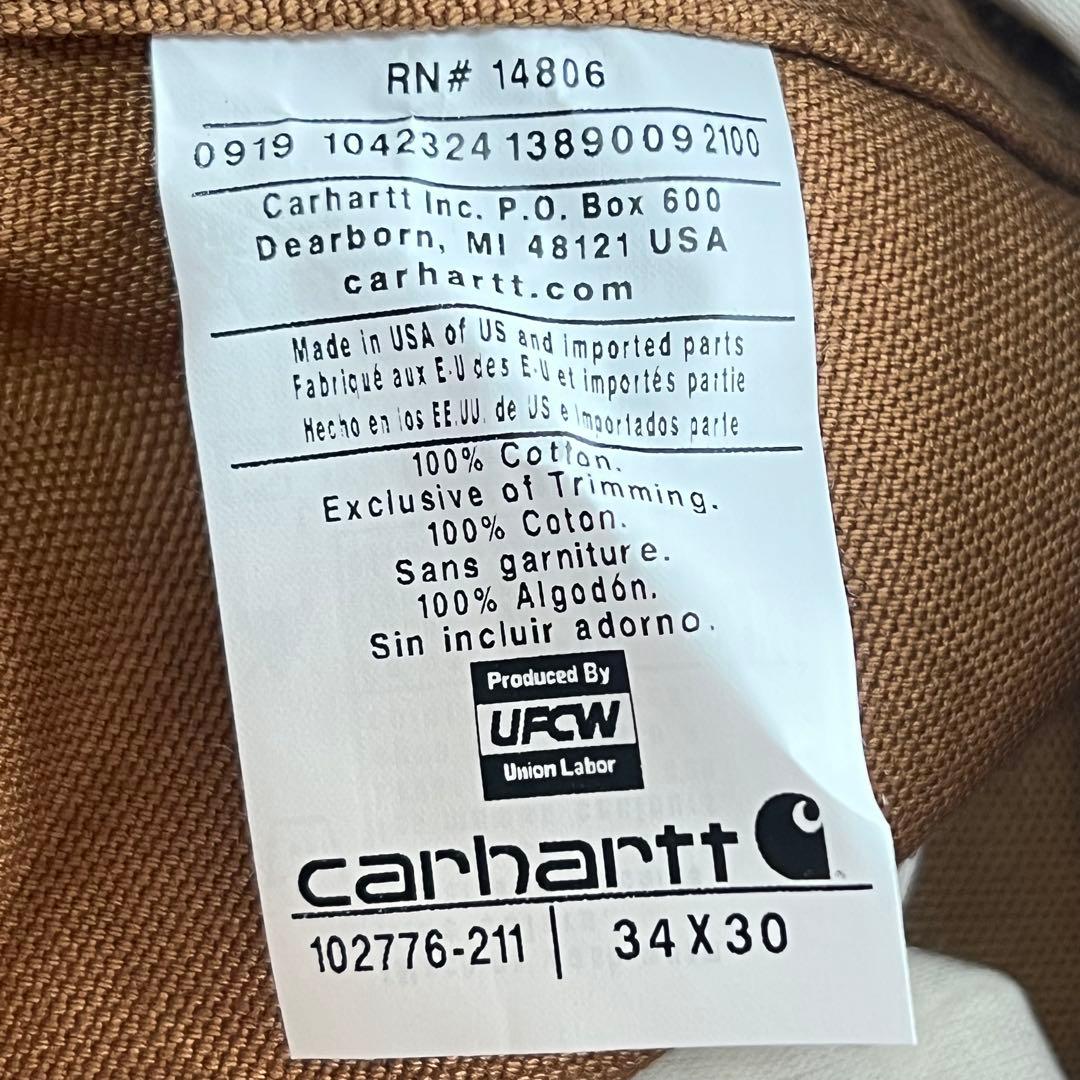 RN# 14806
0919 1042324 1389009 2100
Carhartt Inc. P.O. Box 600
Dearborn, MI 48121 USA
carhartt.com
Made in USA of US and imported parts
Fabriqué aux E-U des E-U et importés partie
Hecho en los EE.UU. de US e importados parte
100% Cotton.
Exclusive of Trimming.
100% Coton.
Sans garniture.
100% Algodón.
Sin incluir adorno.
Produced By
UFCW
Union Labor
carhartt
102776-211 | 34 X 30